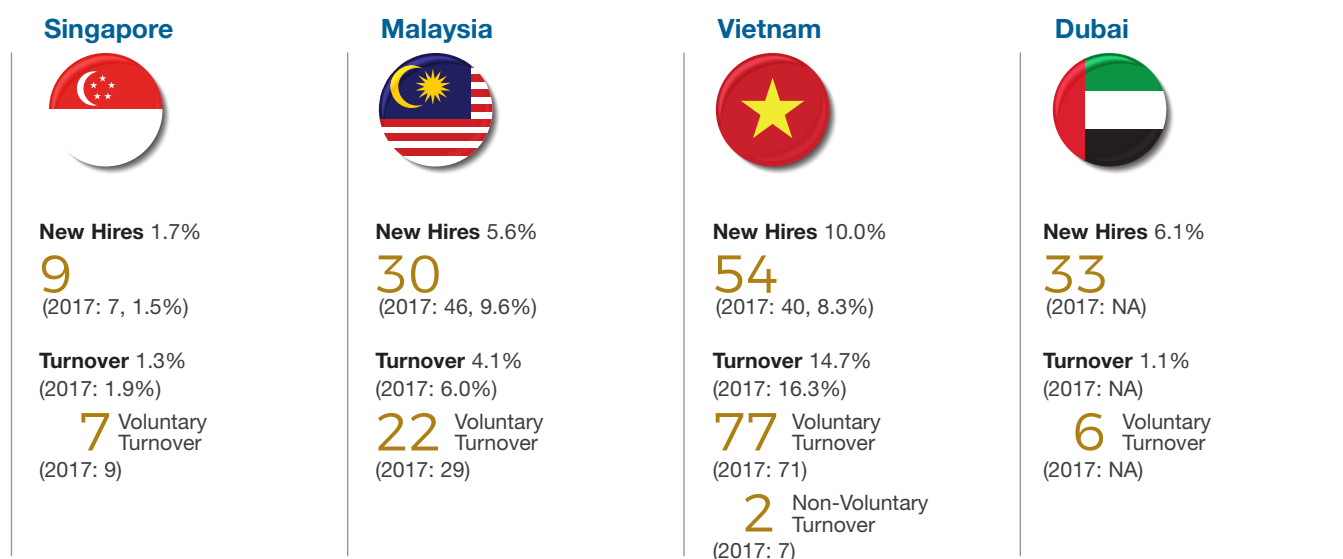 Singapore
New Hires 1.7%
9
(2017: 7, 1.5%)
Turnover 1.3%
(2017: 1.9%)
7 Voluntary
Turnover
(2017: 9)
Malaysia
New Hires 5.6%
30
(2017: 46, 9.6%)
Turnover 4.1%
(2017: 6.0%)
22 Voluntary
Turnover
(2017: 29)
Vietnam
New Hires 10.0%
54
(2017: 40, 8.3%)
Turnover 14.7%
(2017: 16.3%)
77 Voluntary
Turnover
(2017: 71)
2 Non-Voluntary
Turnover
(2017: 7)
Dubai
New Hires 6.1%
33
(2017: NA)
Turnover 1.1%
(2017: NA)
6 Voluntary
Turnover
(2017: NA)